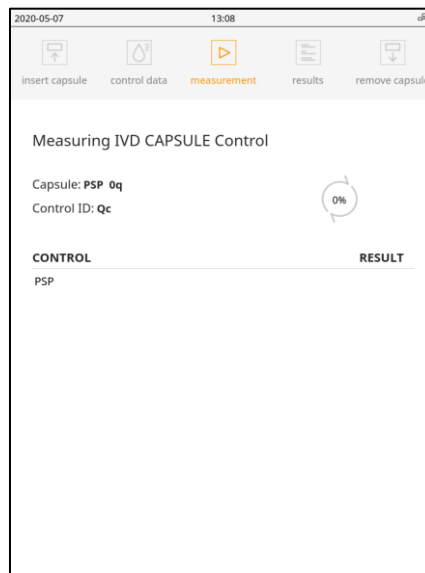 2020-05-07 13:08
insert capsule control data measurement results remove capsule
Measuring IVD CAPSULE Control
Capsule: PSP 0q
0%
Control ID: Qc
CONTROL RESULT
PSP